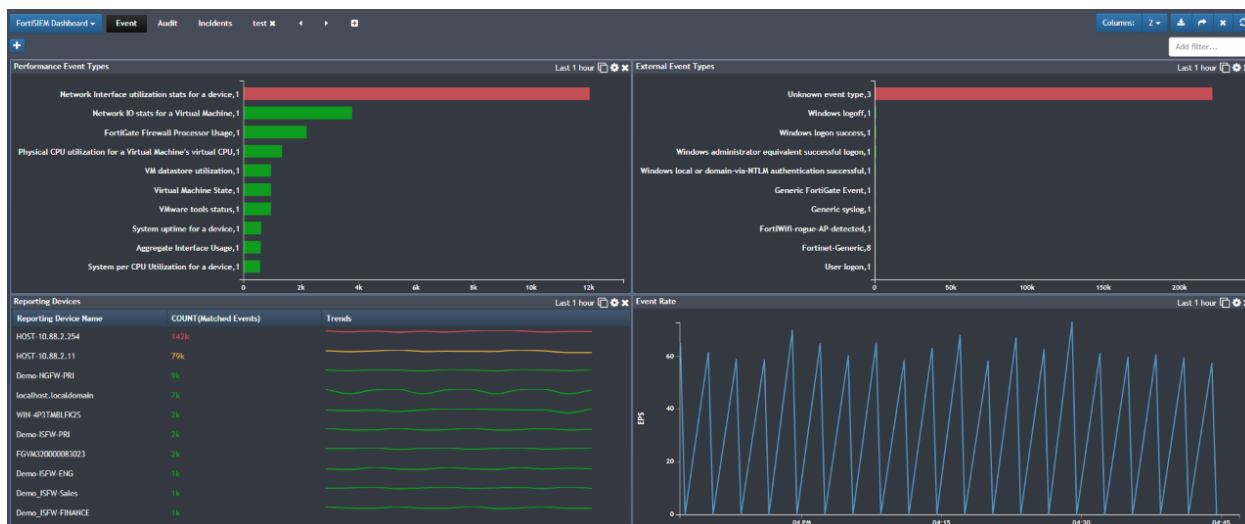 FortiSIEM Dashboard Event Audit Incidents test Columns: 2
Add filter...
Performance Event Types Last 1 hour
Network Interface utilization stats for a device,1
Network IO stats for a Virtual Machine,1
FortiGate Firewall Processor Usage,1
Physical CPU utilization for a Virtual Machine's virtual CPU,1
VM datastore utilization,1
Virtual Machine State,1
VMware tools status,1
System uptime for a device,1
Aggregate Interface Usage,1
System per CPU Utilization for a device,1
0 2k 4k 6k 8k 10k 12k
External Event Types Last 1 hour
Unknown event type,3
Windows logoff,1
Windows logon success,1
Windows administrator equivalent successful logon,1
Windows local or domain-via-NTLM authentication successful,1
Generic FortiGate Event,1
Generic syslog,1
FortiWifi-rogue-AP-detected,1
Fortinet-Generic,8
User logon,1
0 50k 100k 150k 200k
Reporting Devices Last 1 hour
Reporting Device Name COUNT(Matched Events) Trends
HOST-10.88.2.254 142k
HOST-10.88.2.11 79k
Demo-NGFW-PRI 9k
localhost.localdomain 7k
WIN-4P3TMBLFK2S 2k
Demo-ISFW-PRI 2k
FGVM320000083023 2k
Demo-ISFW-ENG 1k
Demo_ISFW-Sales 1k
Demo_ISFW-FINANCE 1k
Event Rate Last 1 hour
60
40
20
0
EPS
04 PM 04:15 04:30 04:45